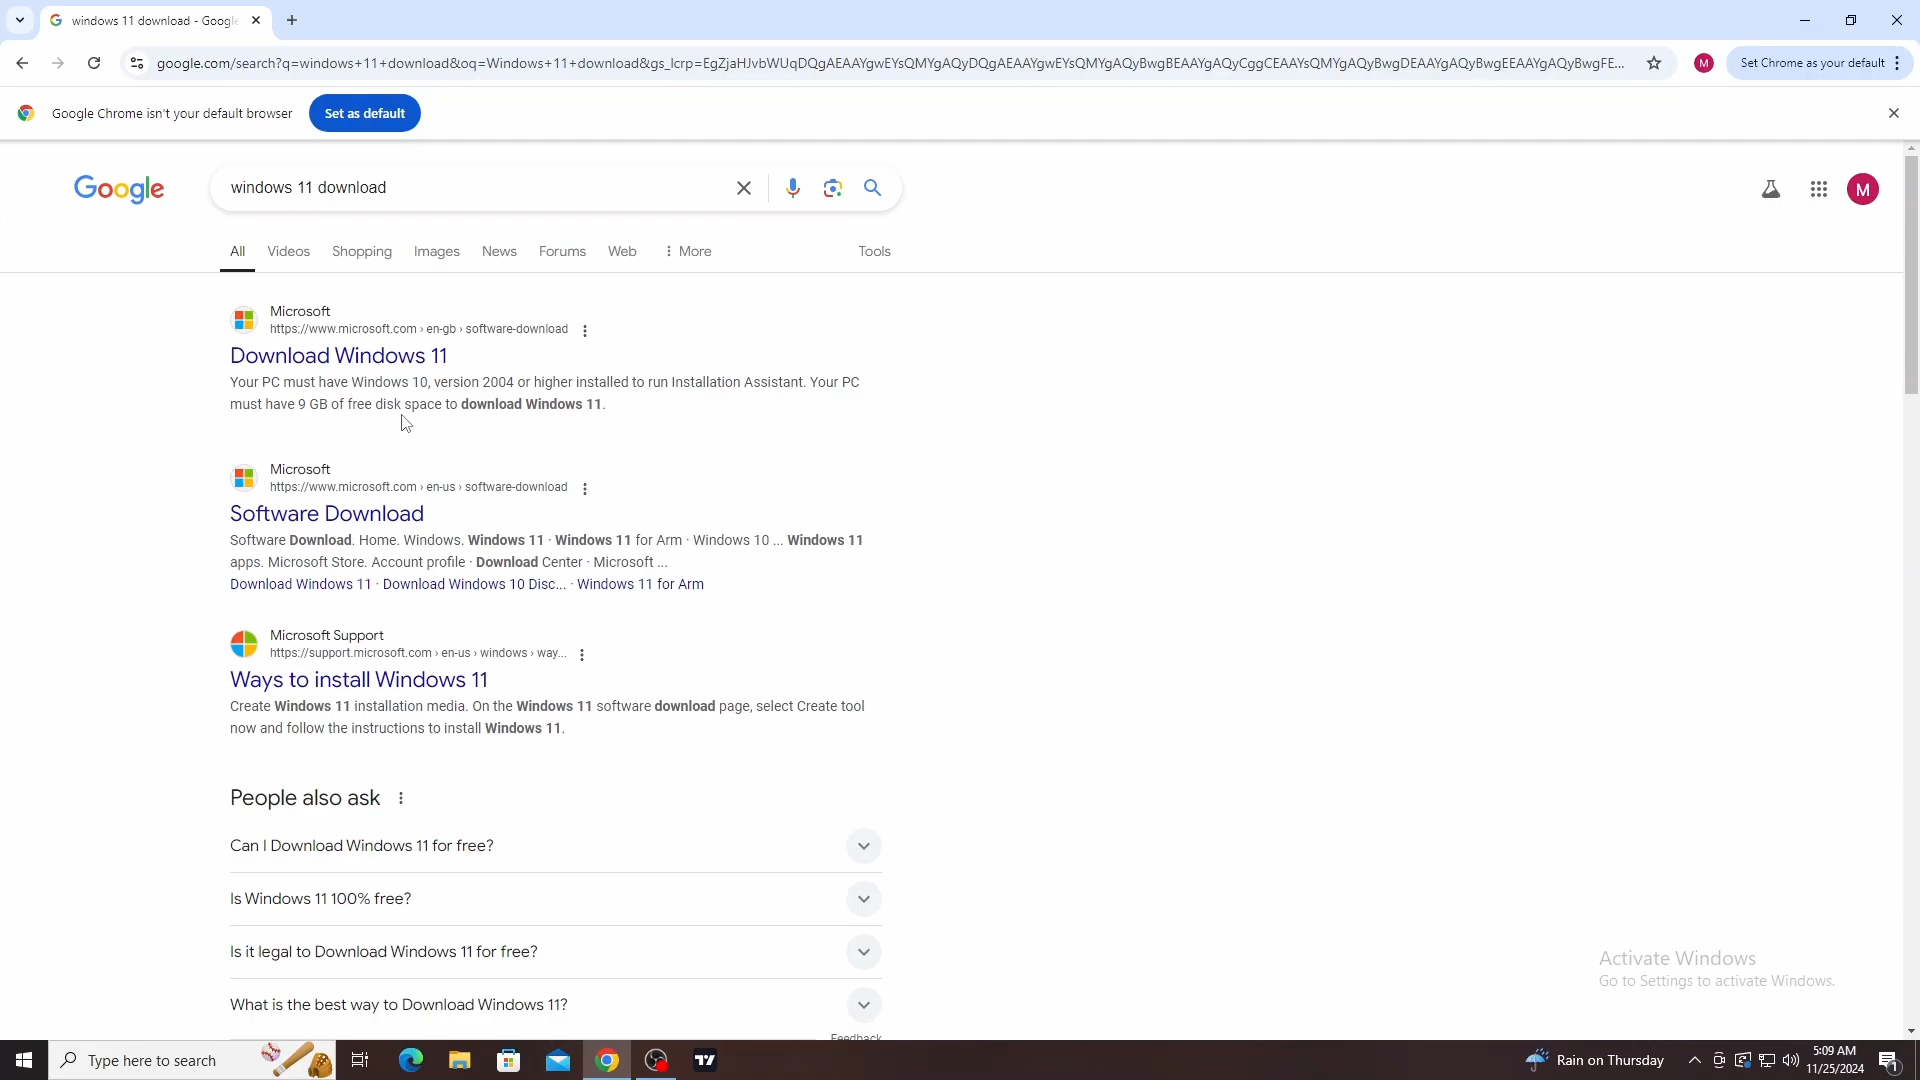 windows 11 download - Google
google.com/search?q=windows+11+download&oq=Windows+11+download&gs_lcrp=EgZjaHJvbWUqDQgAEAAYgwEYsQMYgAQyDQgAEAAYgwEYsQMYgAQyBwgBEAAYgAQyCggCEAAYsQMYgAQyBwgDEAAYgAQyBwgEEAAYgAQyBwgFE...
M
Set Chrome as your default
Google Chrome isn't your default browser
Set as default
Google
windows 11 download
M
All
Videos
Shopping
Images
News
Forums
Web
More
Tools
Microsoft
https://www.microsoft.com › en-gb › software-download
Download Windows 11
Your PC must have Windows 10, version 2004 or higher installed to run Installation Assistant. Your PC
must have 9 GB of free disk space to download Windows 11.
Microsoft
https://www.microsoft.com › en-us › software-download
Software Download
Software Download. Home. Windows. Windows 11 · Windows 11 for Arm · Windows 10 ... Windows 11
apps. Microsoft Store. Account profile · Download Center · Microsoft ...
Download Windows 11 · Download Windows 10 Disc... · Windows 11 for Arm
Microsoft Support
https://support.microsoft.com › en-us › windows › way...
Ways to install Windows 11
Create Windows 11 installation media. On the Windows 11 software download page, select Create tool
now and follow the instructions to install Windows 11.
People also ask
Can I Download Windows 11 for free?
Is Windows 11 100% free?
Is it legal to Download Windows 11 for free?
What is the best way to Download Windows 11?
Feedback
Activate Windows
Go to Settings to activate Windows.
Type here to search
Rain on Thursday
5:09 AM
11/25/2024
1